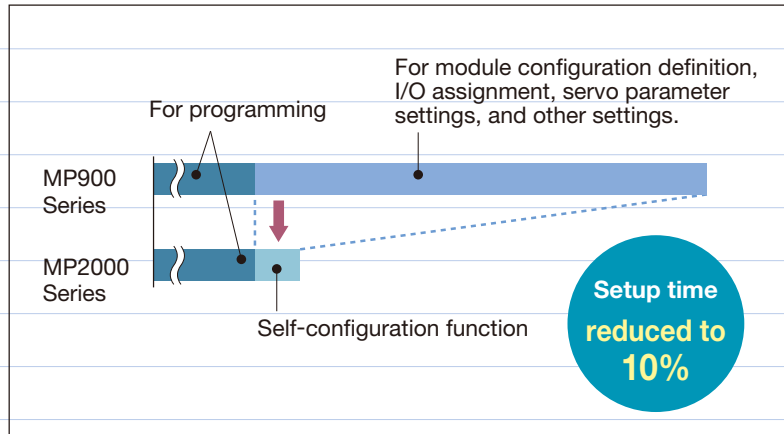 For module configuration definition,
I/O assignment, servo parameter
settings, and other settings.
For programming
MP900
Series
MP2000
Series
Self-configuration function
Setup time
reduced to
10%